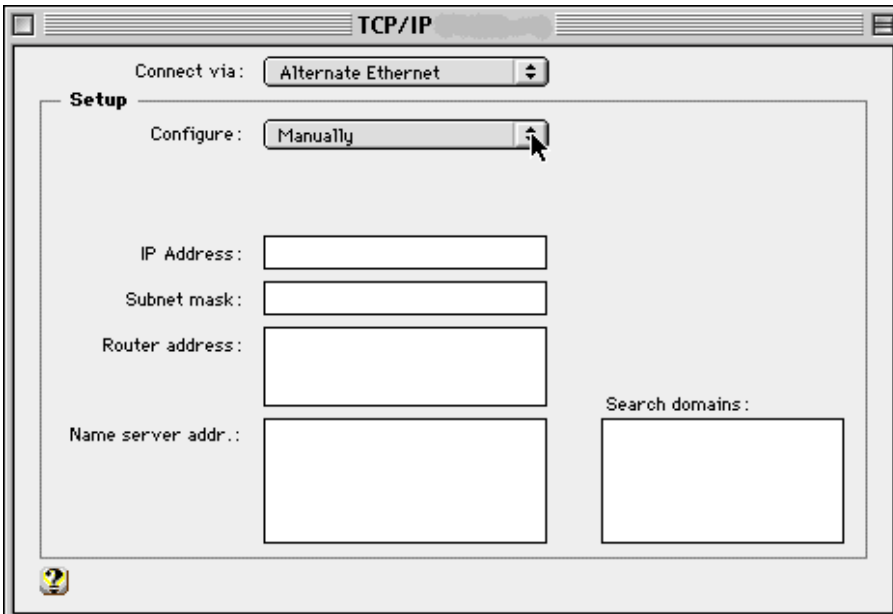 TCP/IP
Connect via: Alternate Ethernet
Setup
Configure: Manually
IP Address:
Subnet mask:
Router address:
Search domains:
Name server addr.: